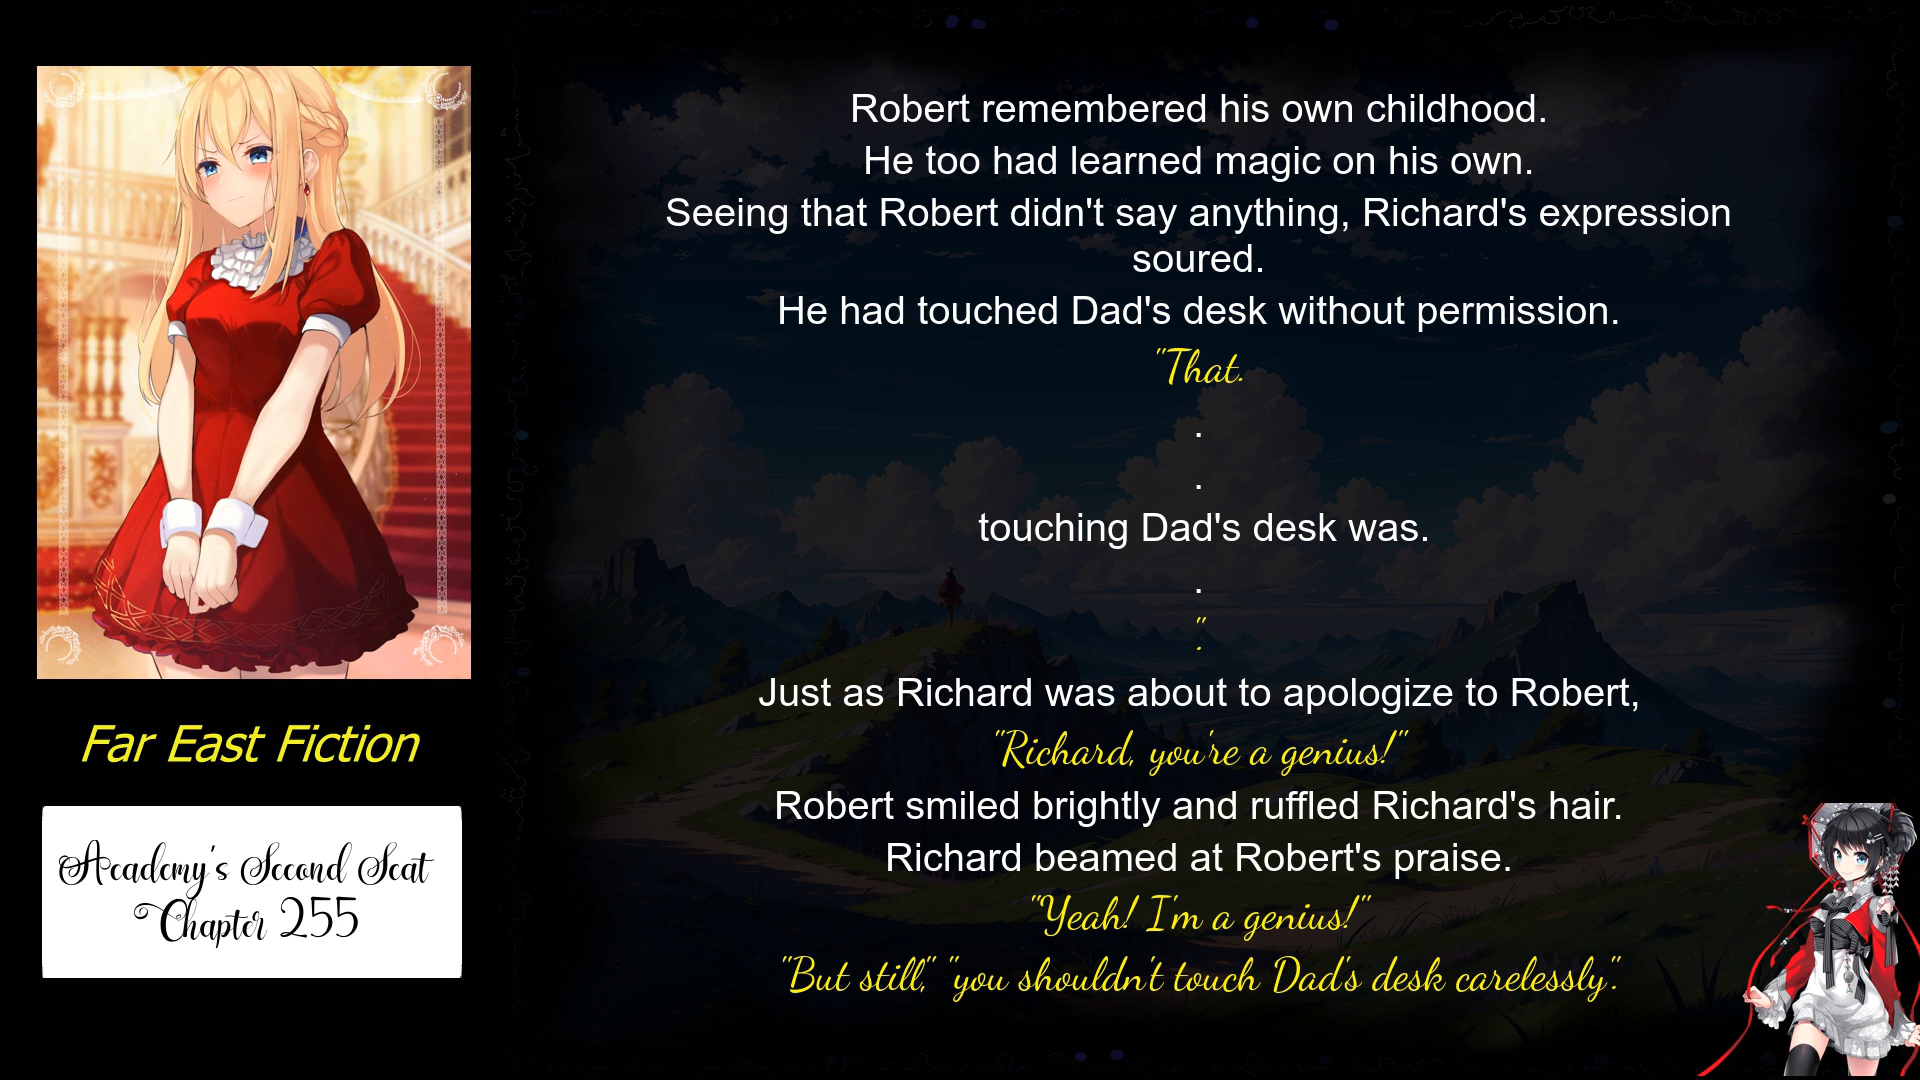 Far East Fiction
Academy's Second Seat
Chapter 255
Robert remembered his own childhood.
He too had learned magic on his own.
Seeing that Robert didn't say anything, Richard's expression
soured.
He had touched Dad's desk without permission.
"That.
.
.
touching Dad's desk was.
.
."
Just as Richard was about to apologize to Robert,
"Richard, you're a genius!"
Robert smiled brightly and ruffled Richard's hair.
Richard beamed at Robert's praise.
"Yeah! I'm a genius!"
"But still," "you shouldn't touch Dad's desk carelessly".